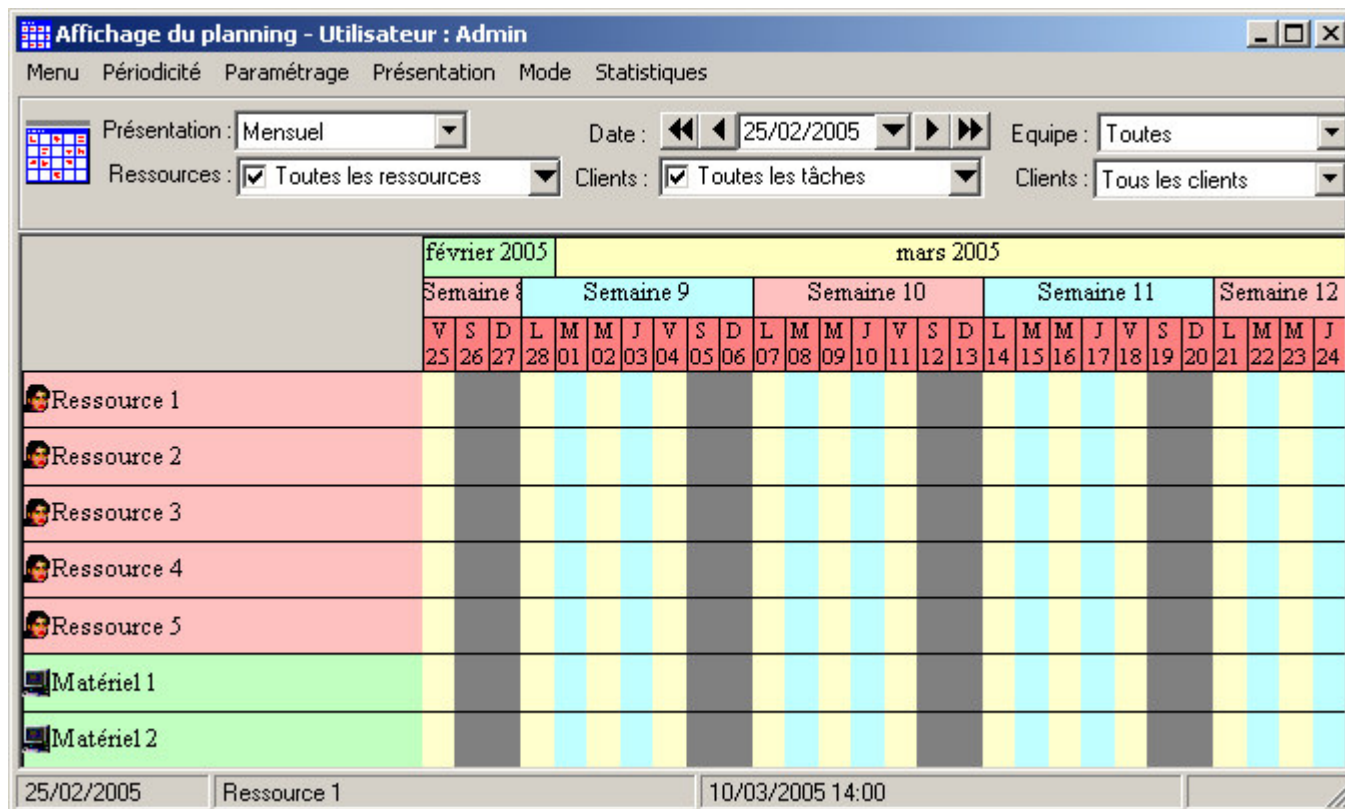 Affichage du planning - Utilisateur : Admin
Menu Périodicité Paramétrage Présentation Mode Statistiques
Présentation : Mensuel Date : 25/02/2005 Equipe : Toutes
Ressources : Toutes les ressources Clients : Toutes les tâches Clients : Tous les clients
février 2005 mars 2005
Semaine 8 Semaine 9 Semaine 10 Semaine 11 Semaine 12
V S D L M M J V S D L M M J V S D L M M J V S D L M M J
25 26 27 28 01 02 03 04 05 06 07 08 09 10 11 12 13 14 15 16 17 18 19 20 21 22 23 24
Ressource 1
Ressource 2
Ressource 3
Ressource 4
Ressource 5
Matériel 1
Matériel 2
25/02/2005 Ressource 1 10/03/2005 14:00